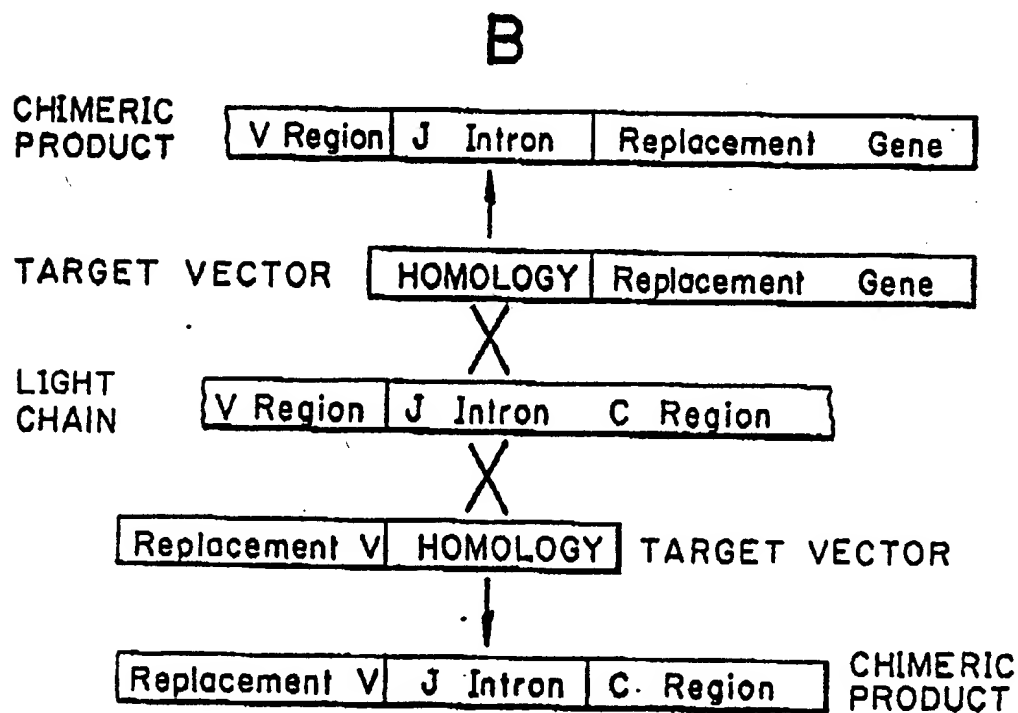 B
CHIMERIC
PRODUCT
V Region J Intron Replacement Gene
TARGET VECTOR
HOMOLOGY Replacement Gene
LIGHT
CHAIN
V Region J Intron C Region
Replacement V HOMOLOGY
TARGET VECTOR
Replacement V J Intron C. Region
CHIMERIC
PRODUCT